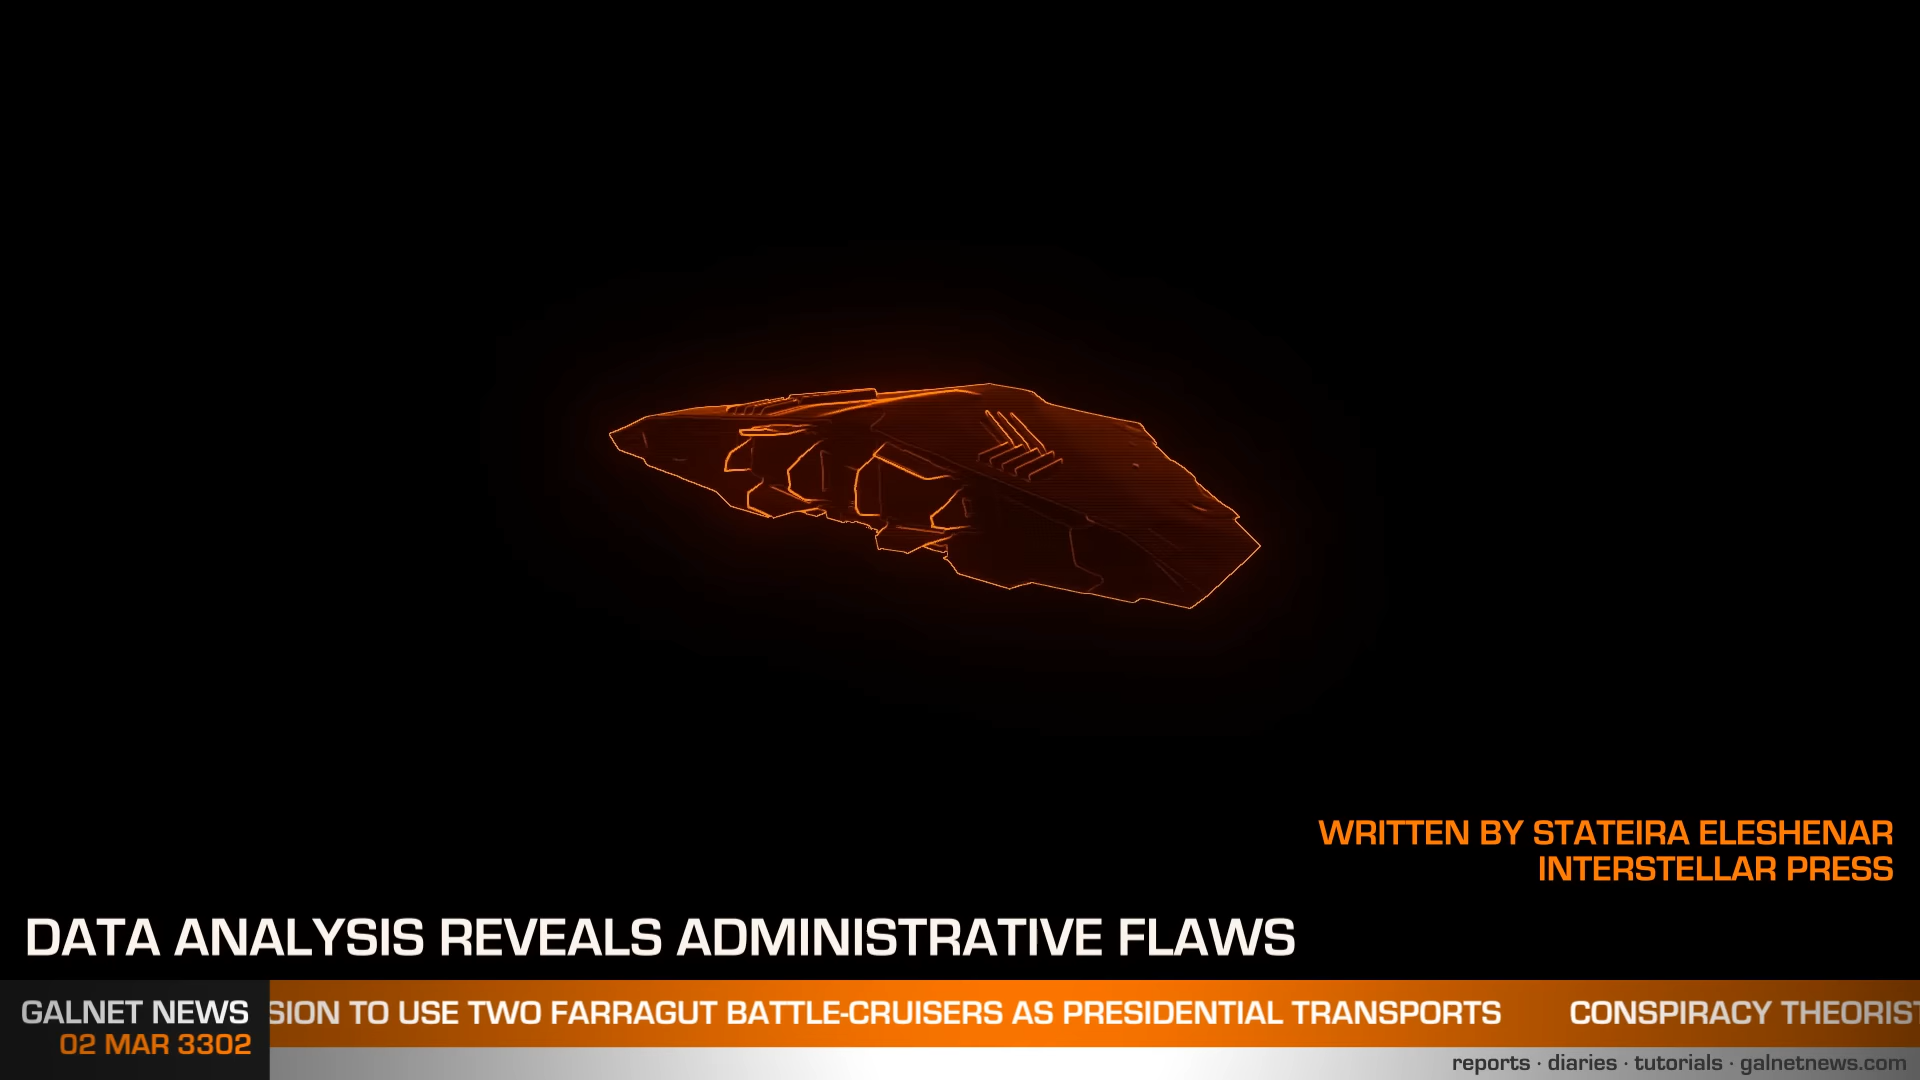 WRITTEN BY STATEIRA ELESHENAR
INTERSTELLAR PRESS
DATA ANALYSIS REVEALS ADMINISTRATIVE FLAWS
GALNET NEWS
02 MAR 3302
SION TO USE TWO FARRAGUT BATTLE-CRUISERS AS PRESIDENTIAL TRANSPORTS CONSPIRACY THEORIST
reports · diaries · tutorials · galnetnews.com